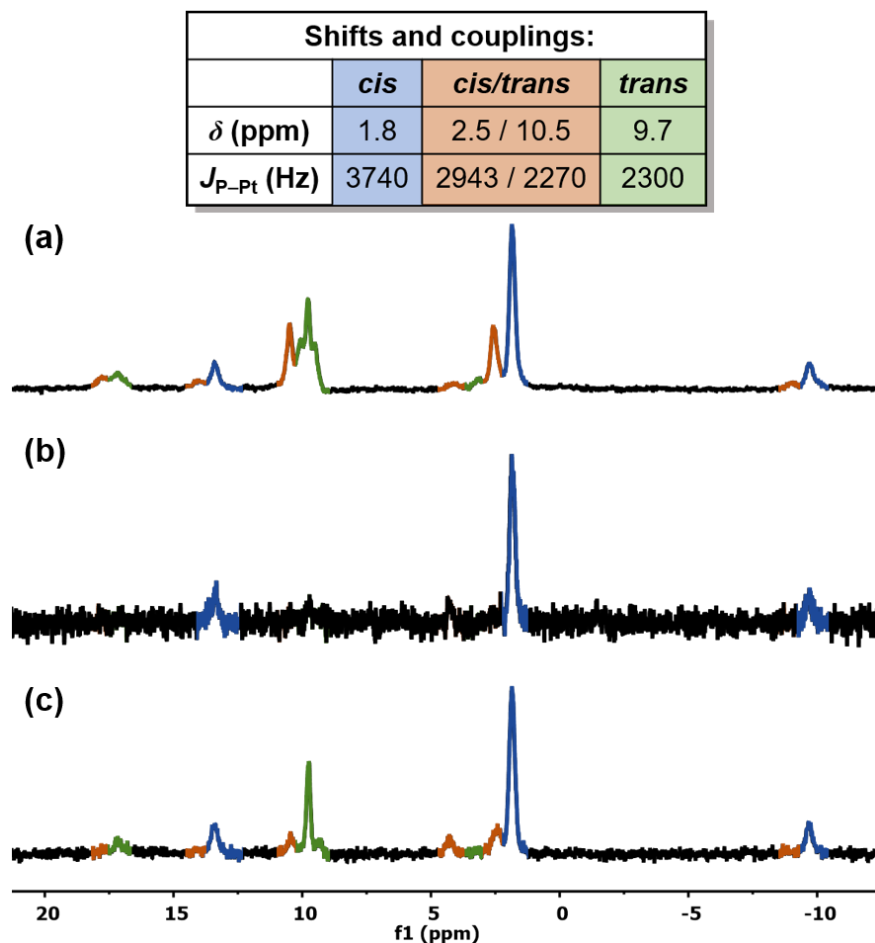 Shifts and couplings:
cis cis/trans trans
δ (ppm) 1.8 2.5 / 10.5 9.7
JP–Pt (Hz) 3740 2943 / 2270 2300
(a)
(b)
(c)
20 15 10 5 0 -5 -10
f1 (ppm)